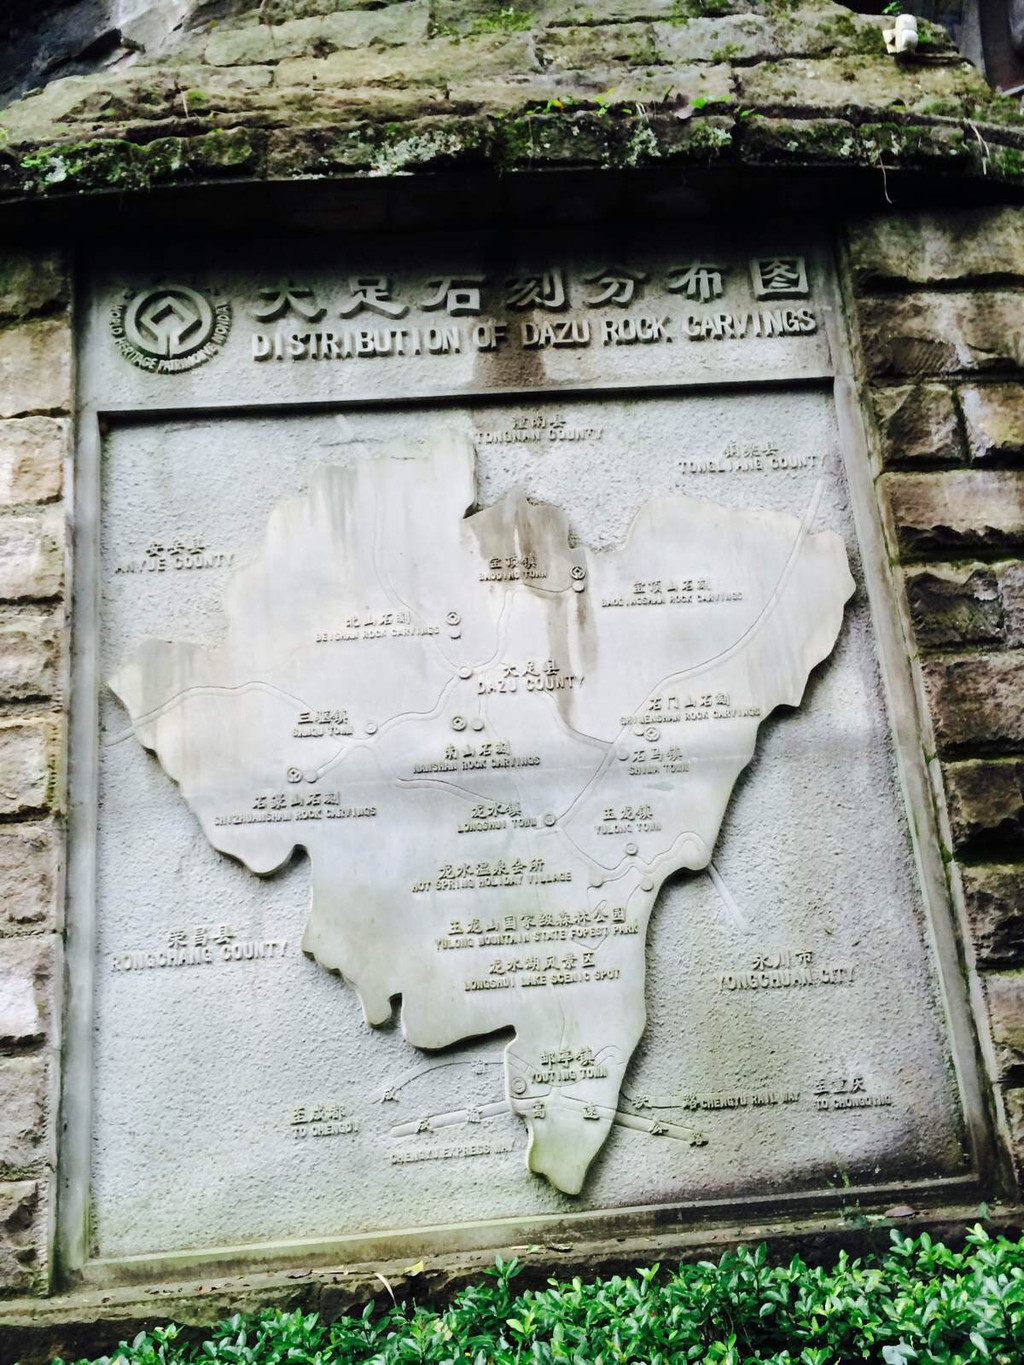 大足石刻分布图
DISTRIBUTION OF DAZU ROCK CARVINGS
WORLD HERITAGE PATRIMOINE MONDIAL
潼南县
TONGNAN COUNTY
铜梁县
TONGLIANG COUNTY
安岳县
ANYUE COUNTY
宝顶镇
BAODING TOWN
宝顶山石刻
BAODINGSHAN ROCK CARVINGS
北山石刻
BEISHAN ROCK CARVINGS
大足县
DAZU COUNTY
石门山石刻
SHIMENSHAN ROCK CARVINGS
三驱镇
SANQU TOWN
南山石刻
NANSHAN ROCK CARVINGS
石马镇
SHIMA TOWN
石篆山石刻
SHIZHUANSHAN ROCK CARVINGS
龙水镇
LONGSHUI TOWN
玉龙镇
YULONG TOWN
龙水温泉会所
HOT SPRING HOLIDAY VILLAGE
玉龙山国家级森林公园
YULONG MOUNTAIN STATE FOREST PARK
荣昌县
RONGCHANG COUNTY
龙水湖风景区
LONGSHUI LAKE SCENIC SPOT
永川市
YONGCHUAN CITY
邮亭镇
YOUTING TOWN
成 渝 铁 路
CHENGYU RAIL WAY
至重庆
TO CHONGQING
至成都
TO CHENGDU
成 渝 高 速 公 路
CHENGYU EXPRESS WAY